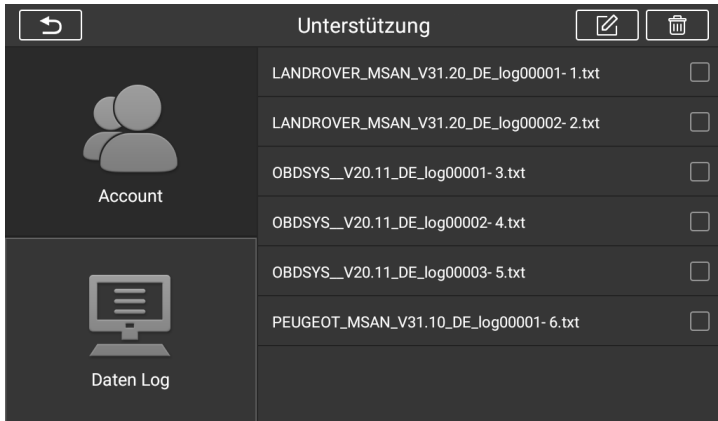 Unterstützung
LANDROVER_MSAN_V31.20_DE_log00001- 1.txt
LANDROVER_MSAN_V31.20_DE_log00002- 2.txt
OBDSYS__V20.11_DE_log00001- 3.txt
Account
OBDSYS__V20.11_DE_log00002- 4.txt
OBDSYS__V20.11_DE_log00003- 5.txt
PEUGEOT_MSAN_V31.10_DE_log00001- 6.txt
Daten Log